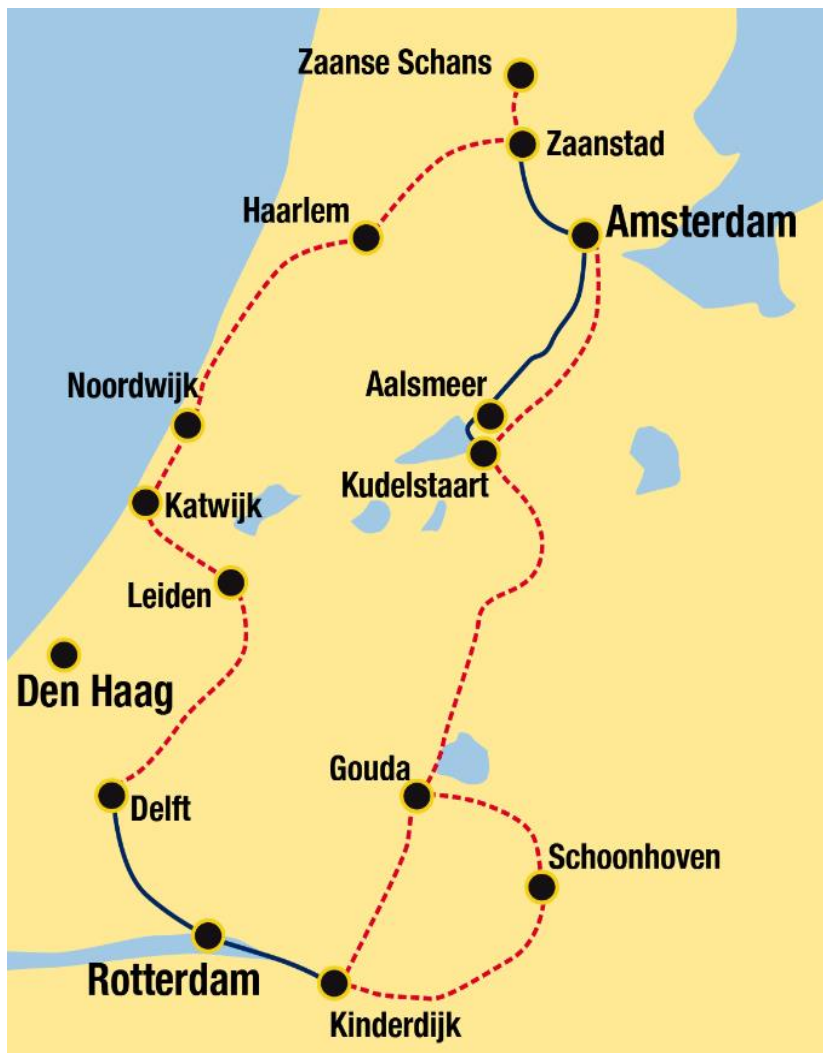 Zaanse Schans
Zaanstad
Haarlem
Amsterdam
Noordwijk
Aalsmeer
Kudelstaart
Katwijk
Leiden
Den Haag
Gouda
Delft
Schoonhoven
Rotterdam
Kinderdijk